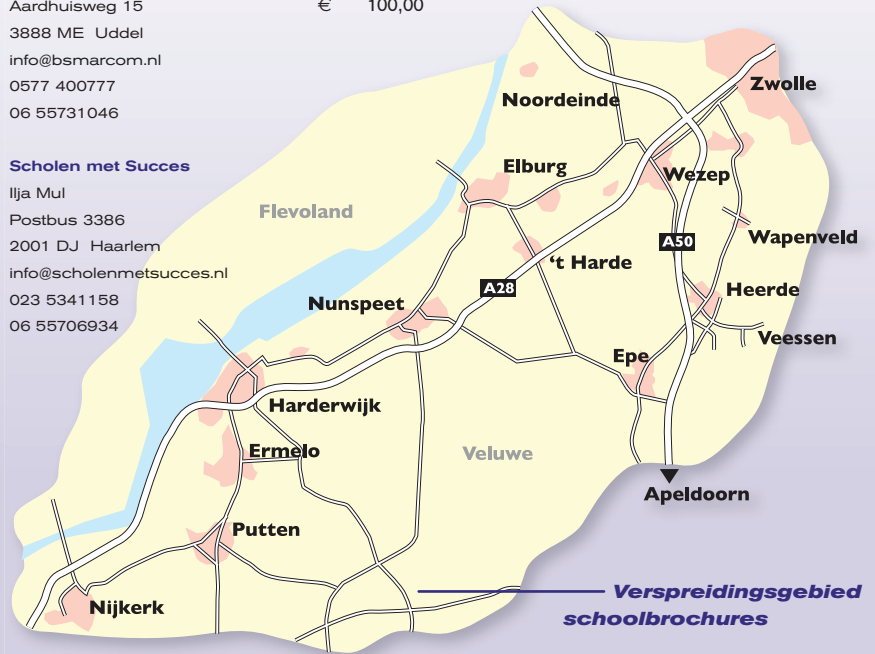 Aardhuisweg 15
€ 100,00
3888 ME Uddel
info@bsmarcom.nl
0577 400777
06 55731046
Scholen met Succes
Ilja Mul
Postbus 3386
2001 DJ Haarlem
info@scholenmetsucces.nl
023 5341158
06 55706934
Zwolle
Noordeinde
Elburg
Wezep
Flevoland
Wapenveld
A50
't Harde
A28
Heerde
Nunspeet
Veessen
Epe
Harderwijk
Ermelo
Veluwe
Apeldoorn
Putten
Nijkerk
Verspreidingsgebied
schoolbrochures